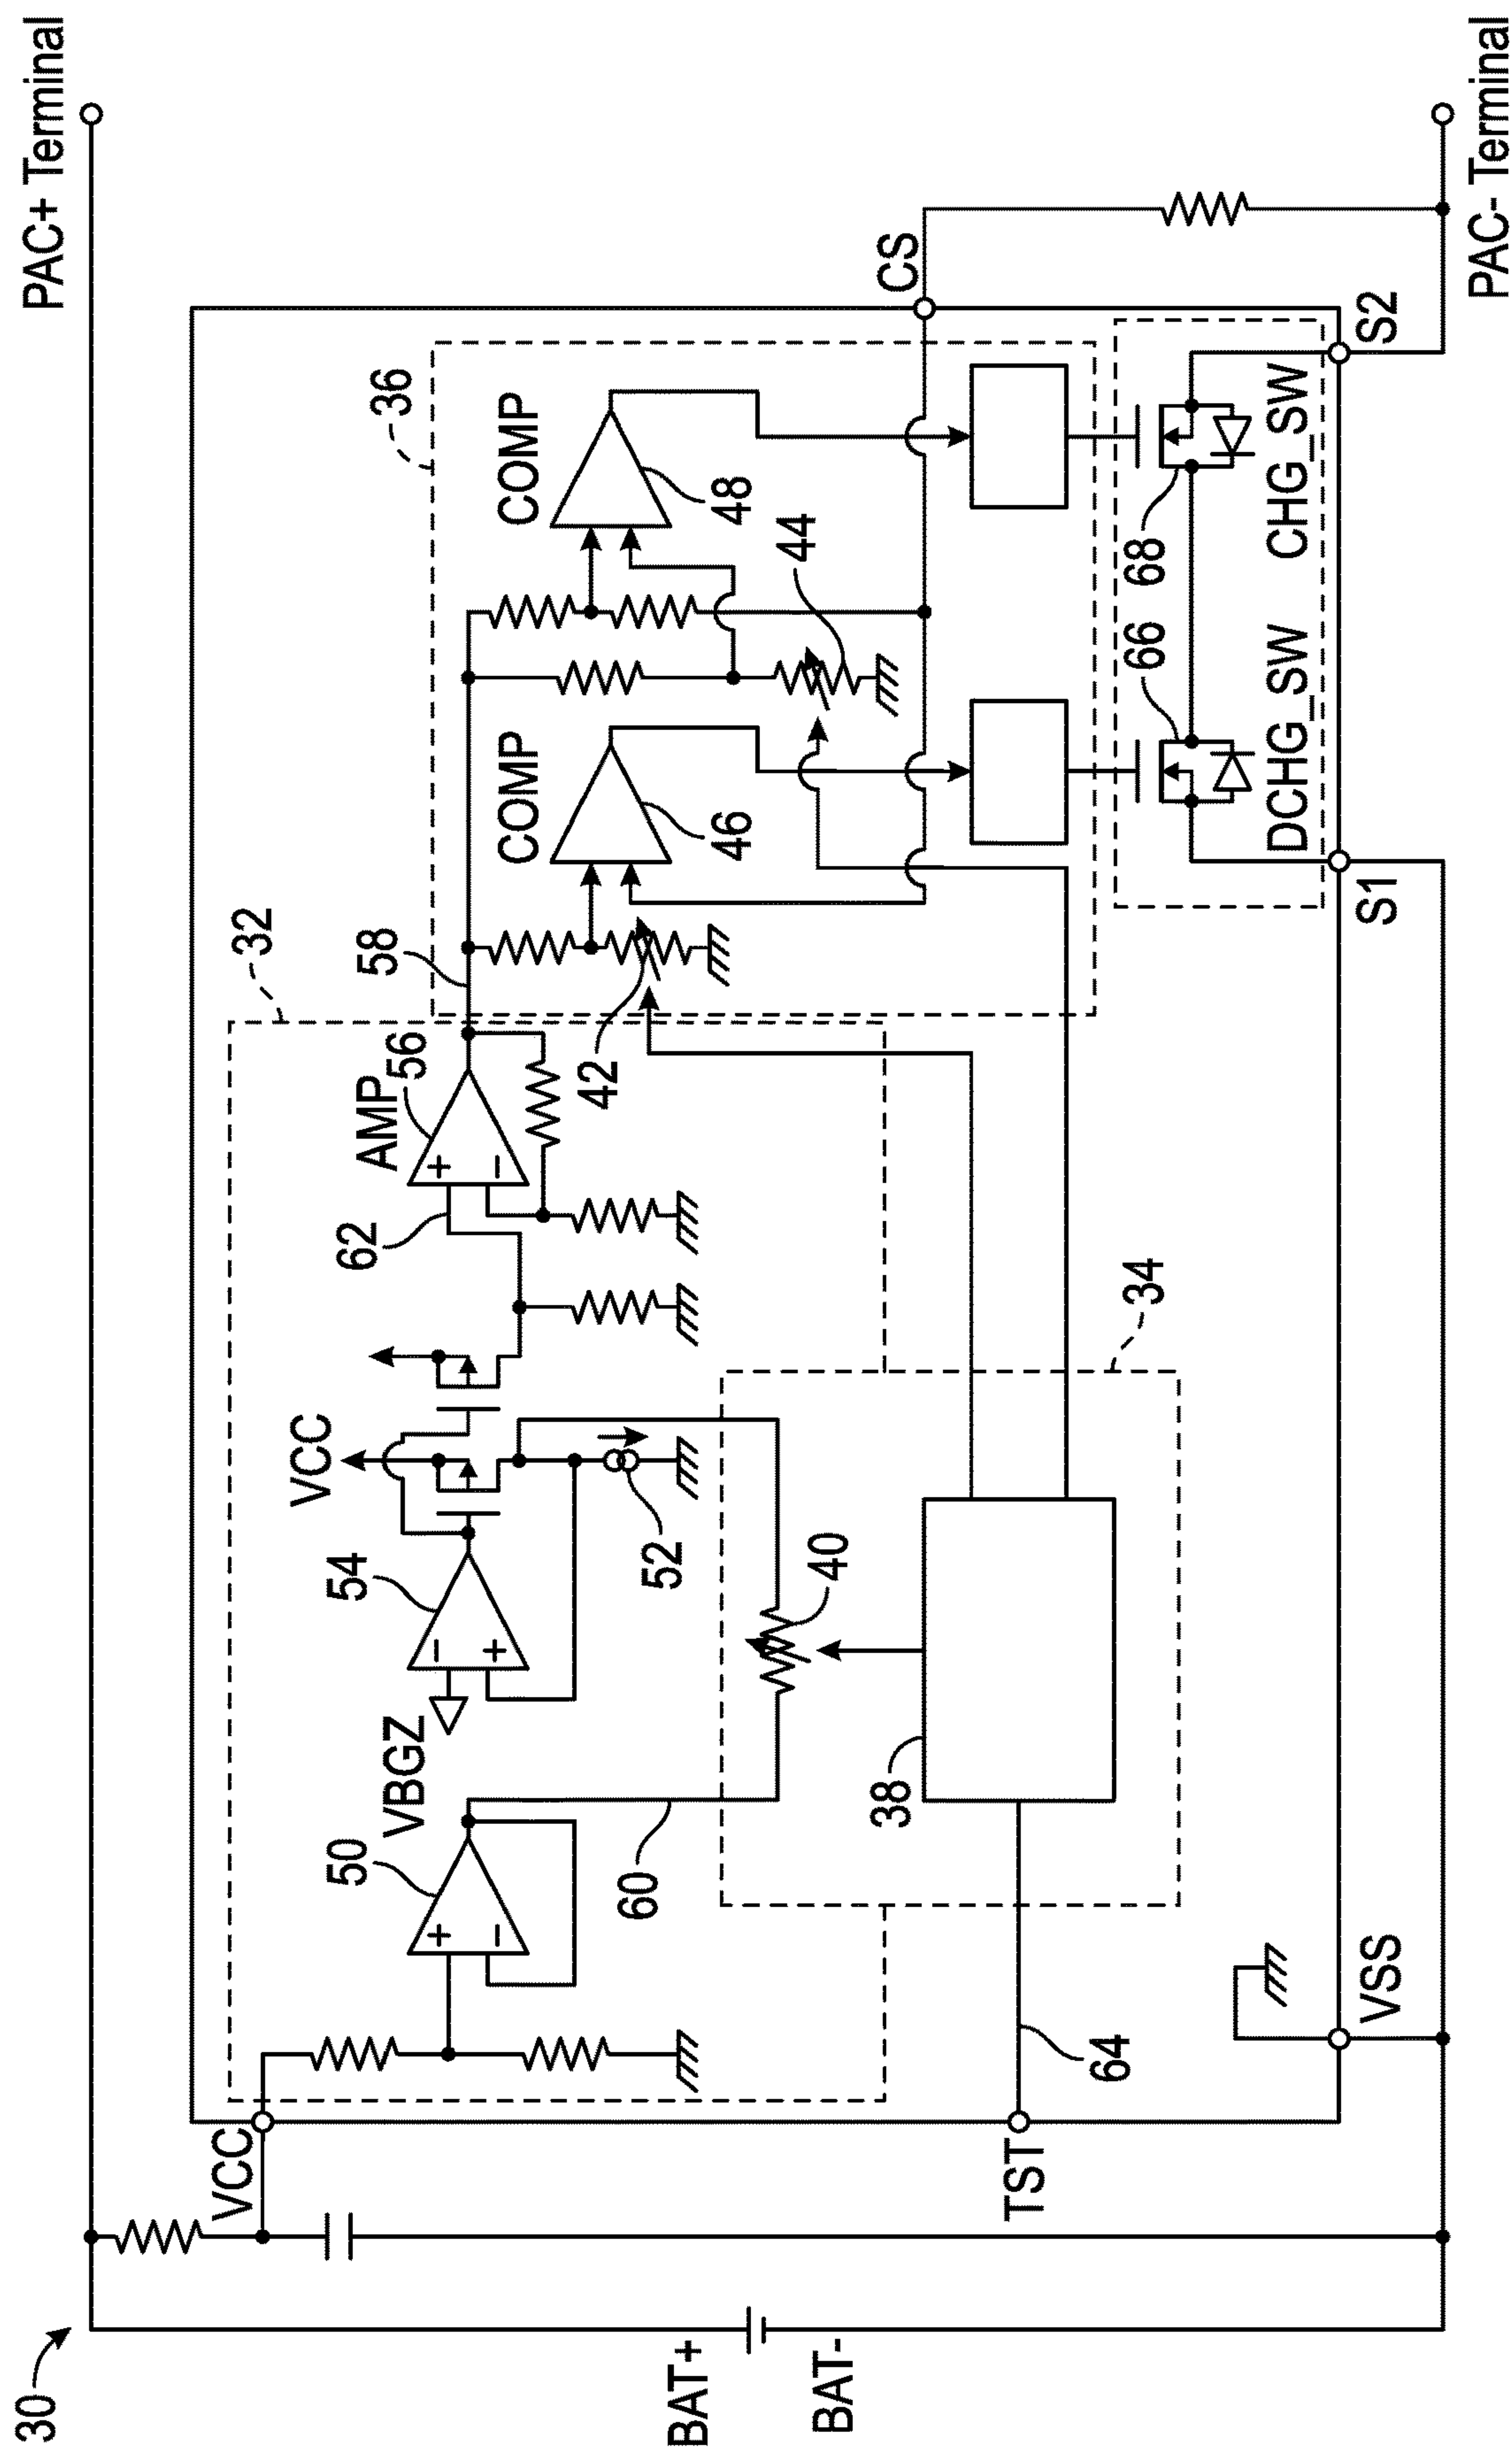 30
PAC+ Terminal
BAT+
BAT-
VCC
TST
VSS
50
60
VBGZ
54
VCC
52
40
38
64
34
62
AMP
56
32
58
42
36
COMP
46
COMP
48
44
CS
66
68
DCHG_SW
CHG_SW
S1
S2
PAC- Terminal